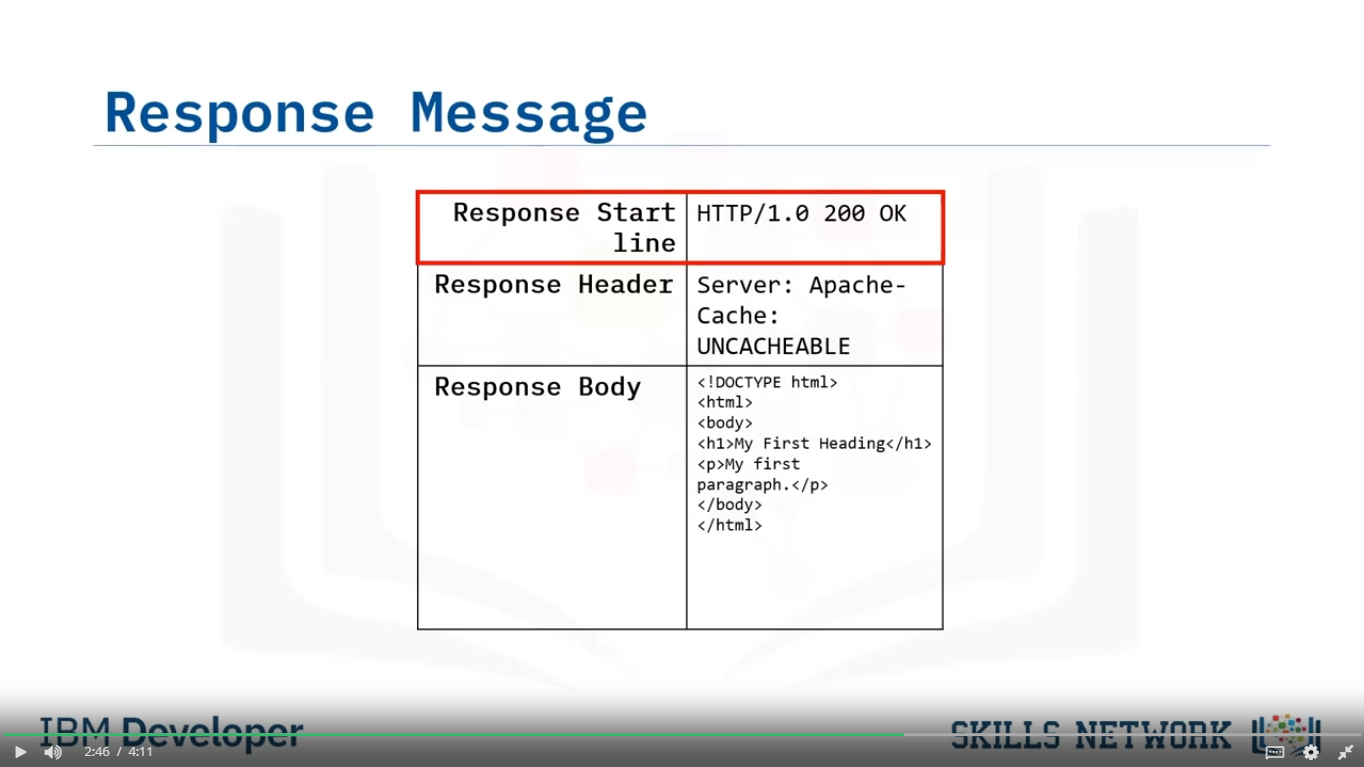 Response Message
Response Start
line
HTTP/1.0 200 OK
Response Header
Server: Apache-
Cache:
UNCACHEABLE
Response Body
<!DOCTYPE html>
<html>
<body>
<h1>My First Heading</h1>
<p>My first
paragraph.</p>
</body>
</html>
IBM Developer
SKILLS NETWORK
2:46 / 4:11